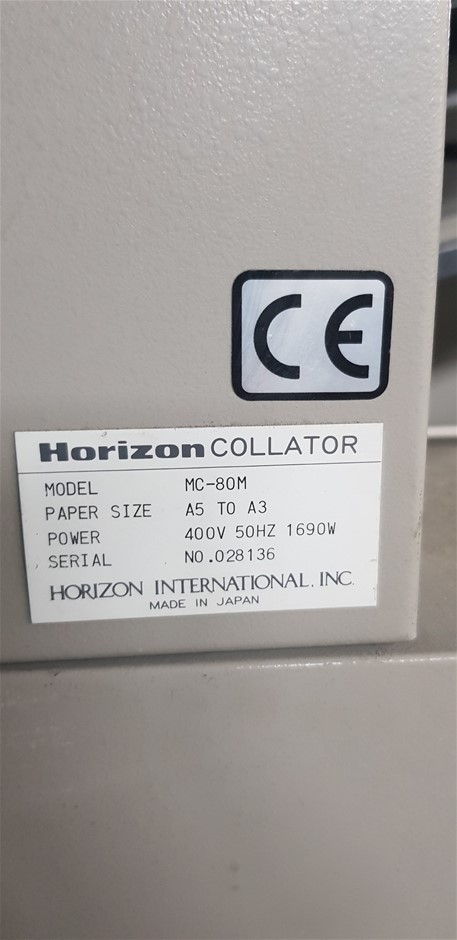 CE
Horizon COLLATOR
MODEL MC-80M
PAPER SIZE A5 TO A3
POWER 400V 50HZ 1690W
SERIAL NO.028136
HORIZON INTERNATIONAL. INC.
MADE IN JAPAN